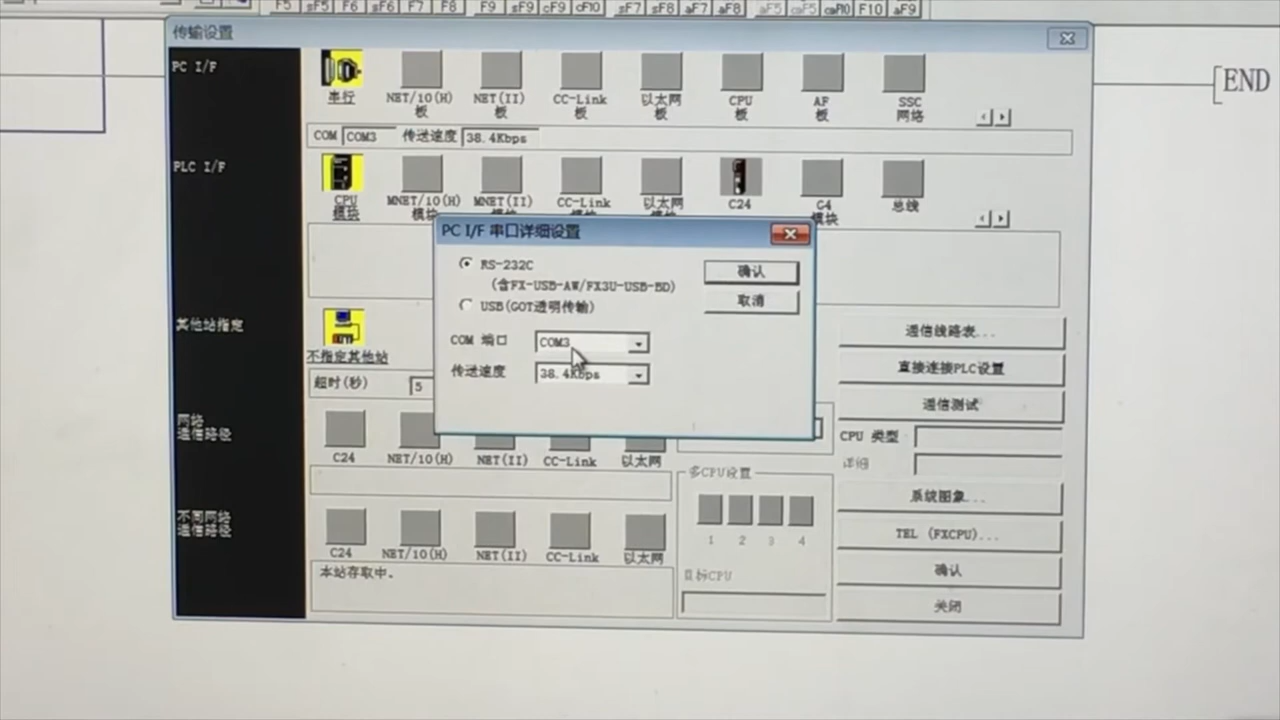 F5 sF5 F6 sF6 F7 F8 F9 sF9 cF9 cF10 sF7 sF8 aF7 aF8 aF5 caF5 caF10 F10 aF9
传输设置
END
PC I/F
串行
NET/10(H)
板
NET(II)
板
CC-Link
板
以太网
板
CPU
板
AF
板
SSC
网络
COM COM3 传送速度 38.4Kbps
PLC I/F
CPU
模块
MNET/10(H)
模块
MNET(II)
模块
CC-Link
模块
以太网
模块
C24
G4
模块
总线
PC I/F 串口详细设置
RS-232C
(含FX-USB-AW/FX3U-USB-BD)
USB(GOT透明传输)
确认
取消
COM 端口 COM3
传送速度 38.4Kbps
其他站指定
不指定其他站
超时(秒) 5
通信线路表...
直接连接PLC设置
通信测试
CPU 类型
详细
系统图象...
TEL (FXCPU)...
确认
关闭
网络
通信路径
C24 NET/10(H) NET(II) CC-Link 以太网
不同网络
通信路径
C24 NET/10(H) NET(II) CC-Link 以太网
多CPU设置
1 2 3 4
目标CPU
本站存取中。